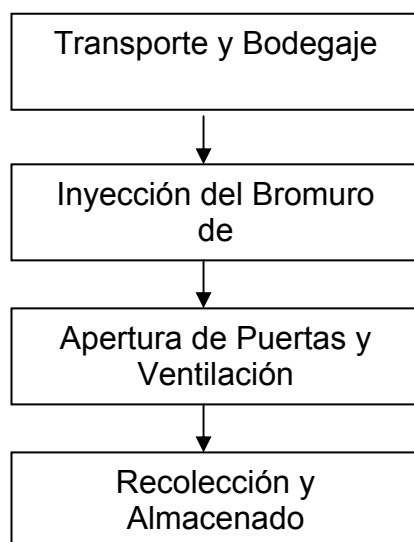 Transporte y Bodegaje
Inyección del Bromuro
de
Apertura de Puertas y
Ventilación
Recolección y
Almacenado